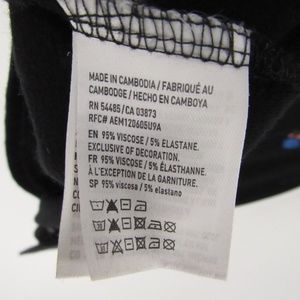 MADE IN CAMBODIA / FABRIQUÉ AU
CAMBODGE / HECHO EN CAMBOYA
RN 54485/CA 03873
RFC# AEM120605U9A
EN 95% VISCOSE / 5% ELASTANE.
EXCLUSIVE OF DECORATION.
FR 95% VISCOSE / 5% ÉLASTHANNE.
À L'EXCEPTION DE LA GARNITURE.
SP 95% viscosa / 5% elastano